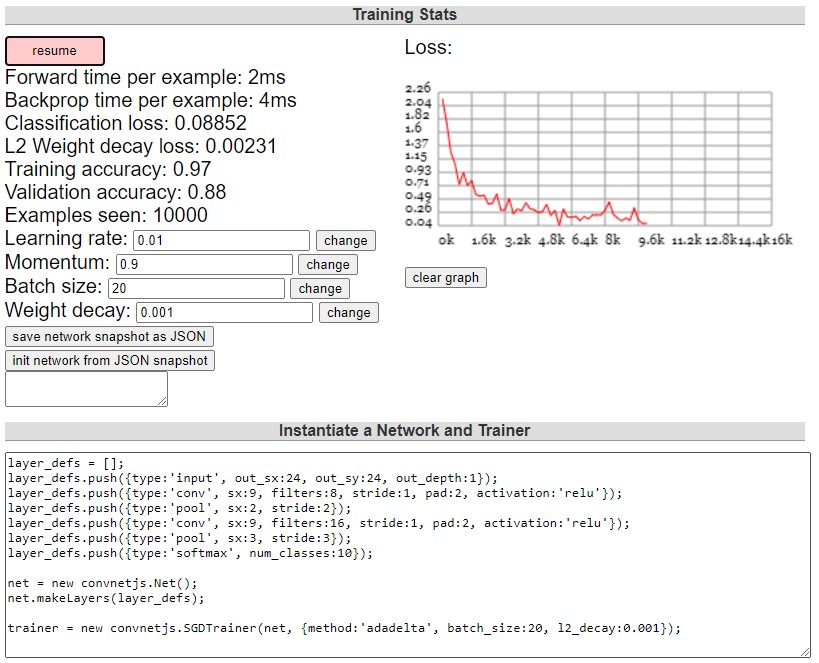 Training Stats
resume
Forward time per example: 2ms
Backprop time per example: 4ms
Classification loss: 0.08852
L2 Weight decay loss: 0.00231
Training accuracy: 0.97
Validation accuracy: 0.88
Examples seen: 10000
Learning rate: 0.01 change
Momentum: 0.9 change
Batch size: 20 change
Weight decay: 0.001 change
save network snapshot as JSON
init network from JSON snapshot
Loss:
2.26
2.04
1.82
1.6
1.37
1.15
0.93
0.71
0.49
0.26
0.04
0k 1.6k 3.2k 4.8k 6.4k 8k 9.6k 11.2k 12.8k 14.4k 16k
clear graph
Instantiate a Network and Trainer
layer_defs = [];
layer_defs.push({type:'input', out_sx:24, out_sy:24, out_depth:1});
layer_defs.push({type:'conv', sx:9, filters:8, stride:1, pad:2, activation:'relu'});
layer_defs.push({type:'pool', sx:2, stride:2});
layer_defs.push({type:'conv', sx:9, filters:16, stride:1, pad:2, activation:'relu'});
layer_defs.push({type:'pool', sx:3, stride:3});
layer_defs.push({type:'softmax', num_classes:10});
net = new convnetjs.Net();
net.makeLayers(layer_defs);
trainer = new convnetjs.SGDTrainer(net, {method:'adadelta', batch_size:20, l2_decay:0.001});